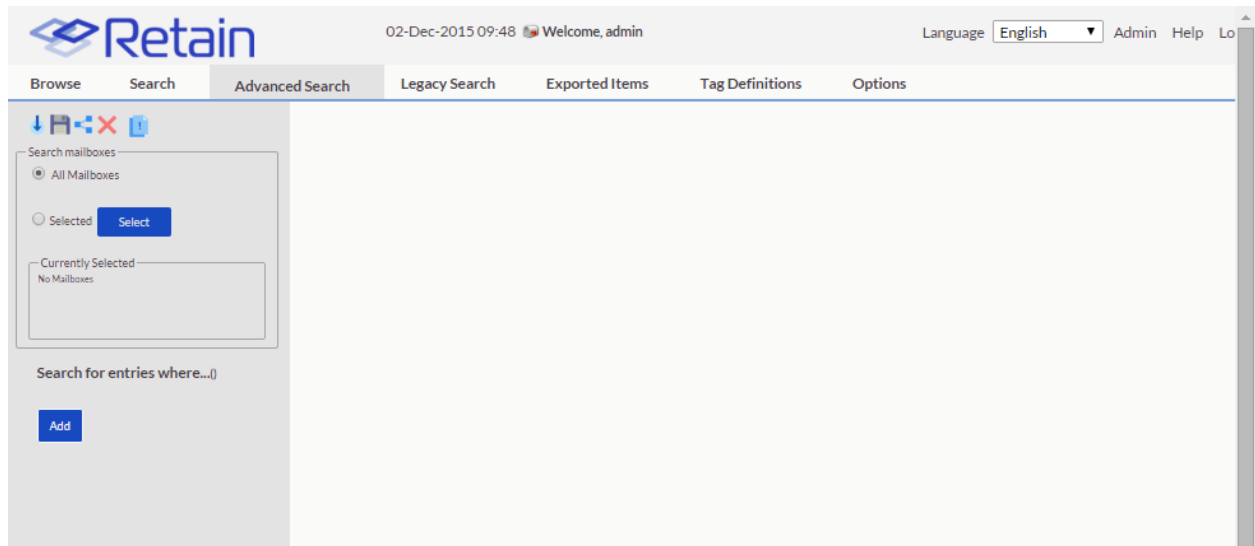 Retain
02-Dec-2015 09:48 Welcome, admin
Language English Admin Help Lo
Browse Search Advanced Search Legacy Search Exported Items Tag Definitions Options
Search mailboxes
All Mailboxes
Selected Select
Currently Selected
No Mailboxes
Search for entries where...()
Add